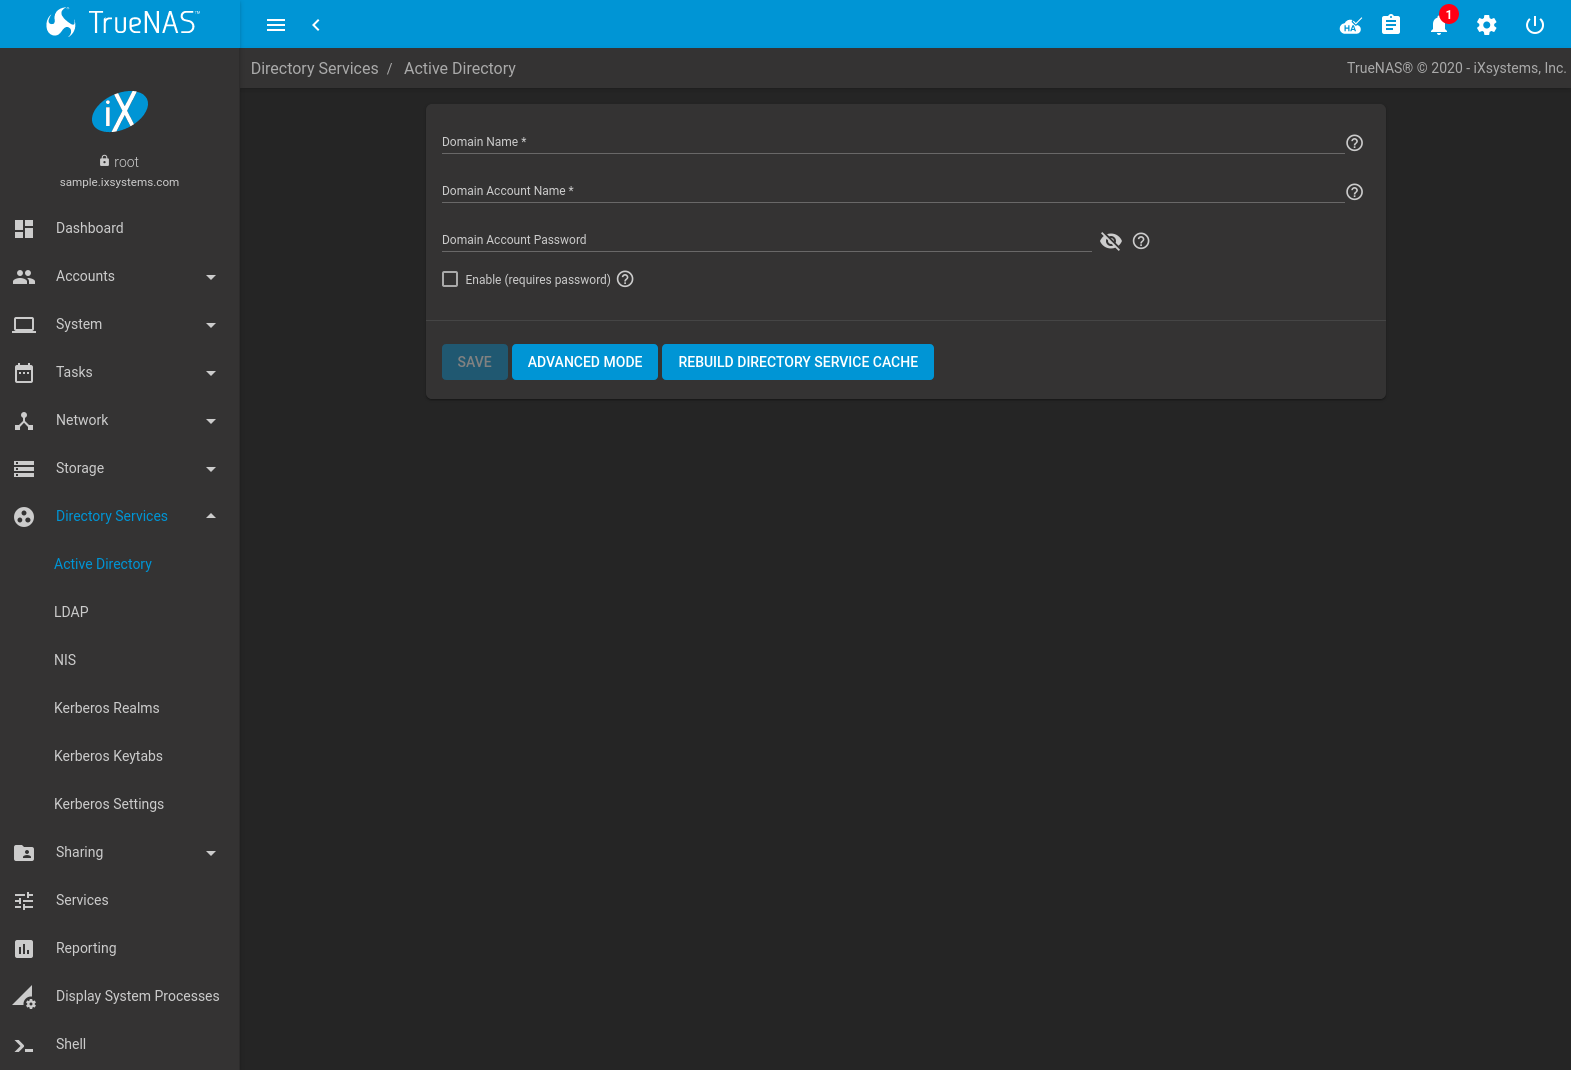 TrueNAS™
HA
1
Directory Services / Active Directory
TrueNAS® © 2020 - iXsystems, Inc.
iX
root
sample.ixsystems.com
Dashboard
Accounts
System
Tasks
Network
Storage
Directory Services
Active Directory
LDAP
NIS
Kerberos Realms
Kerberos Keytabs
Kerberos Settings
Sharing
Services
Reporting
Display System Processes
Shell
Domain Name *
Domain Account Name *
Domain Account Password
Enable (requires password)
SAVE
ADVANCED MODE
REBUILD DIRECTORY SERVICE CACHE